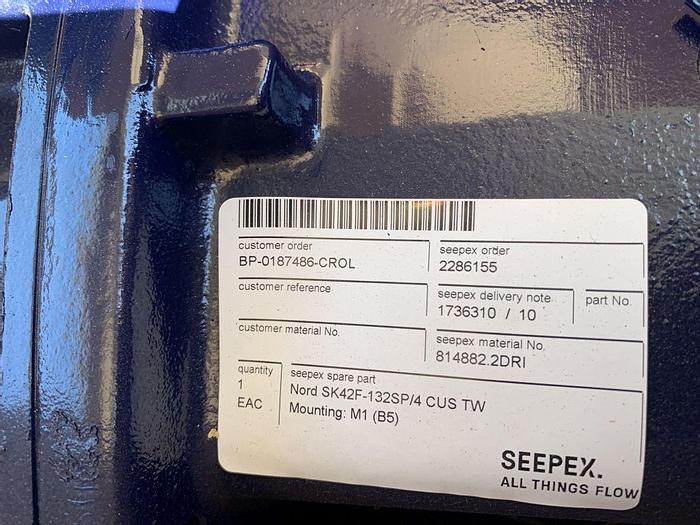 customer order
BP-0187486-CROL
seepex order
2286155
customer reference
seepex delivery note
1736310 / 10
part No.
customer material No.
seepex material No.
814882.2DRI
quantity
1
EAC
seepex spare part
Nord SK42F-132SP/4 CUS TW
Mounting: M1 (B5)
SEEPEX.
ALL THINGS FLOW